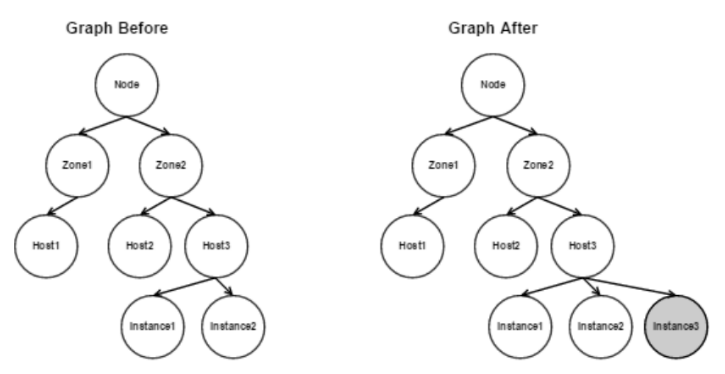 Graph Before
Node
Zone1
Zone2
Host1
Host2
Host3
Instance1
Instance2
Graph After
Node
Zone1
Zone2
Host1
Host2
Host3
Instance1
Instance2
Instance3